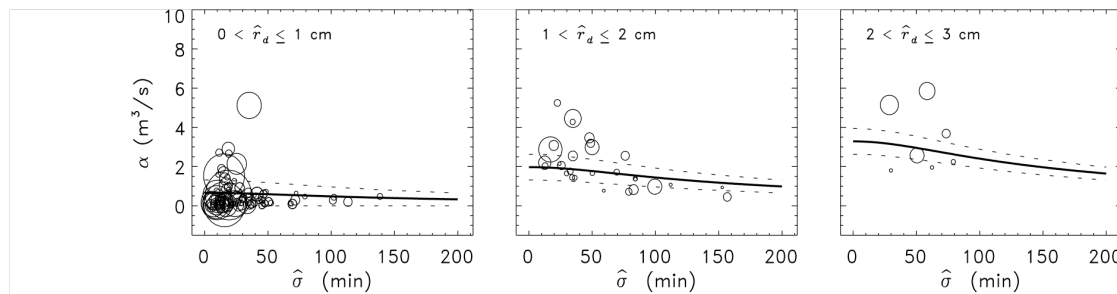 0 < r̂_d ≤ 1 cm
1 < r̂_d ≤ 2 cm
2 < r̂_d ≤ 3 cm
10
8
6
4
2
0
α (m³/s)
0 50 100 150 200
0 50 100 150 200
0 50 100 150 200
σ̂ (min)
σ̂ (min)
σ̂ (min)